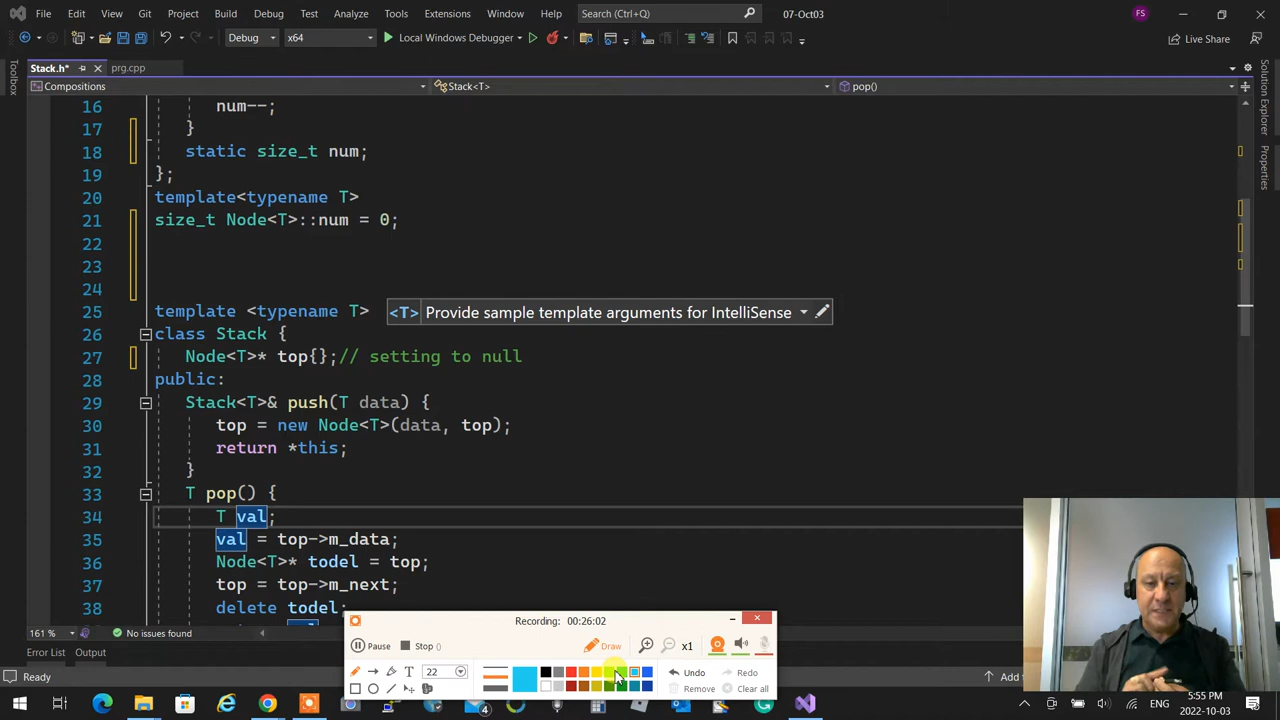 File Edit View Git Project Build Debug Test Analyze Tools Extensions Window Help Search (Ctrl+Q) 07-Oct03 FS
Debug x64 Local Windows Debugger Live Share
Stack.h* prg.cpp
Compositions Stack<T> pop()
Toolbox
Solution Explorer
Properties
16 num--;
17 }
18 static size_t num;
19 };
20 template<typename T>
21 size_t Node<T>::num = 0;
22
23
24
25 template <typename T> <T> Provide sample template arguments for IntelliSense
26 class Stack {
27 Node<T>* top{};// setting to null
28 public:
29 Stack<T>& push(T data) {
30 top = new Node<T>(data, top);
31 return *this;
32 }
33 T pop() {
34 T val;
35 val = top->m_data;
36 Node<T>* todel = top;
37 top = top->m_next;
38 delete todel;
161 % No issues found
Error List Output
Ready Add
Recording: 00:26:02
Pause Stop () Draw x1
T 22 Undo Redo
Remove Clear all
4 ENG 5:55 PM
2022-10-03